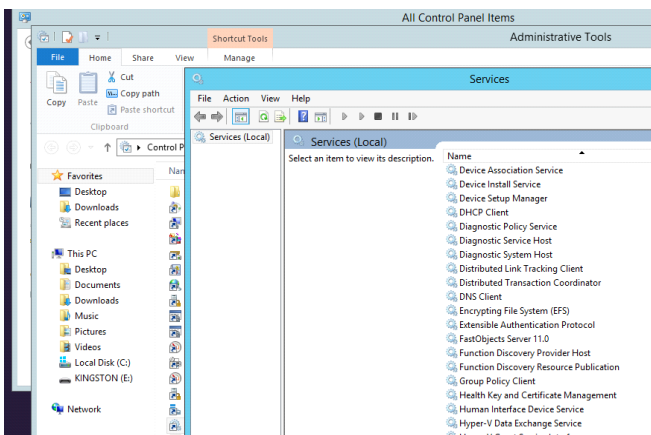 All Control Panel Items
Shortcut Tools
Administrative Tools
File
Home
Share
View
Manage
Copy
Paste
Cut
Copy path
Paste shortcut
Clipboard
Control P
Nan
Favorites
Desktop
Downloads
Recent places
This PC
Desktop
Documents
Downloads
Music
Pictures
Videos
Local Disk (C:)
KINGSTON (E:)
Network
Services
File
Action
View
Help
Services (Local)
Services (Local)
Select an item to view its description.
Name
Device Association Service
Device Install Service
Device Setup Manager
DHCP Client
Diagnostic Policy Service
Diagnostic Service Host
Diagnostic System Host
Distributed Link Tracking Client
Distributed Transaction Coordinator
DNS Client
Encrypting File System (EFS)
Extensible Authentication Protocol
FastObjects Server 11.0
Function Discovery Provider Host
Function Discovery Resource Publication
Group Policy Client
Health Key and Certificate Management
Human Interface Device Service
Hyper-V Data Exchange Service